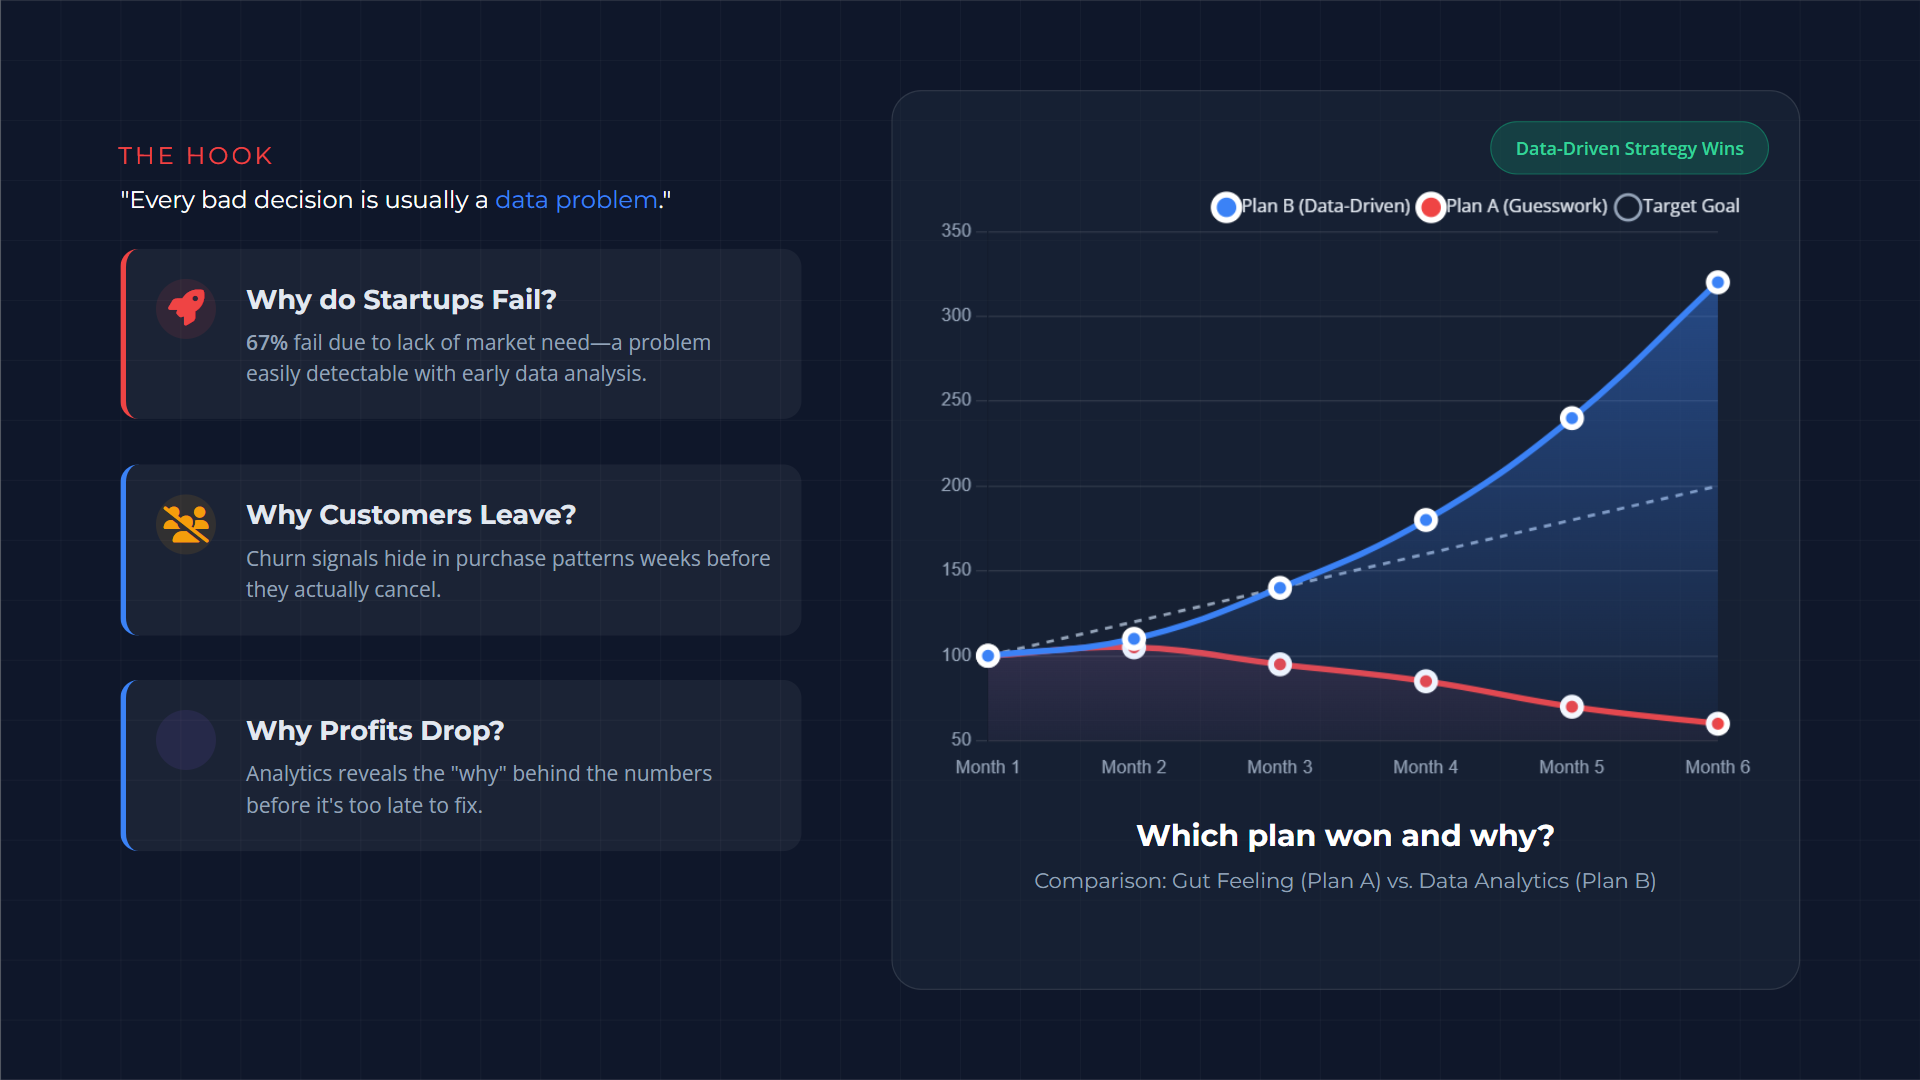 THE HOOK
"Every bad decision is usually a data problem."
Why do Startups Fail?
67% fail due to lack of market need—a problem
easily detectable with early data analysis.
Why Customers Leave?
Churn signals hide in purchase patterns weeks before
they actually cancel.
Why Profits Drop?
Analytics reveals the "why" behind the numbers
before it's too late to fix.
Data-Driven Strategy Wins
Plan B (Data-Driven) Plan A (Guesswork) Target Goal
350
300
250
200
150
100
50
Month 1 Month 2 Month 3 Month 4 Month 5 Month 6
Which plan won and why?
Comparison: Gut Feeling (Plan A) vs. Data Analytics (Plan B)